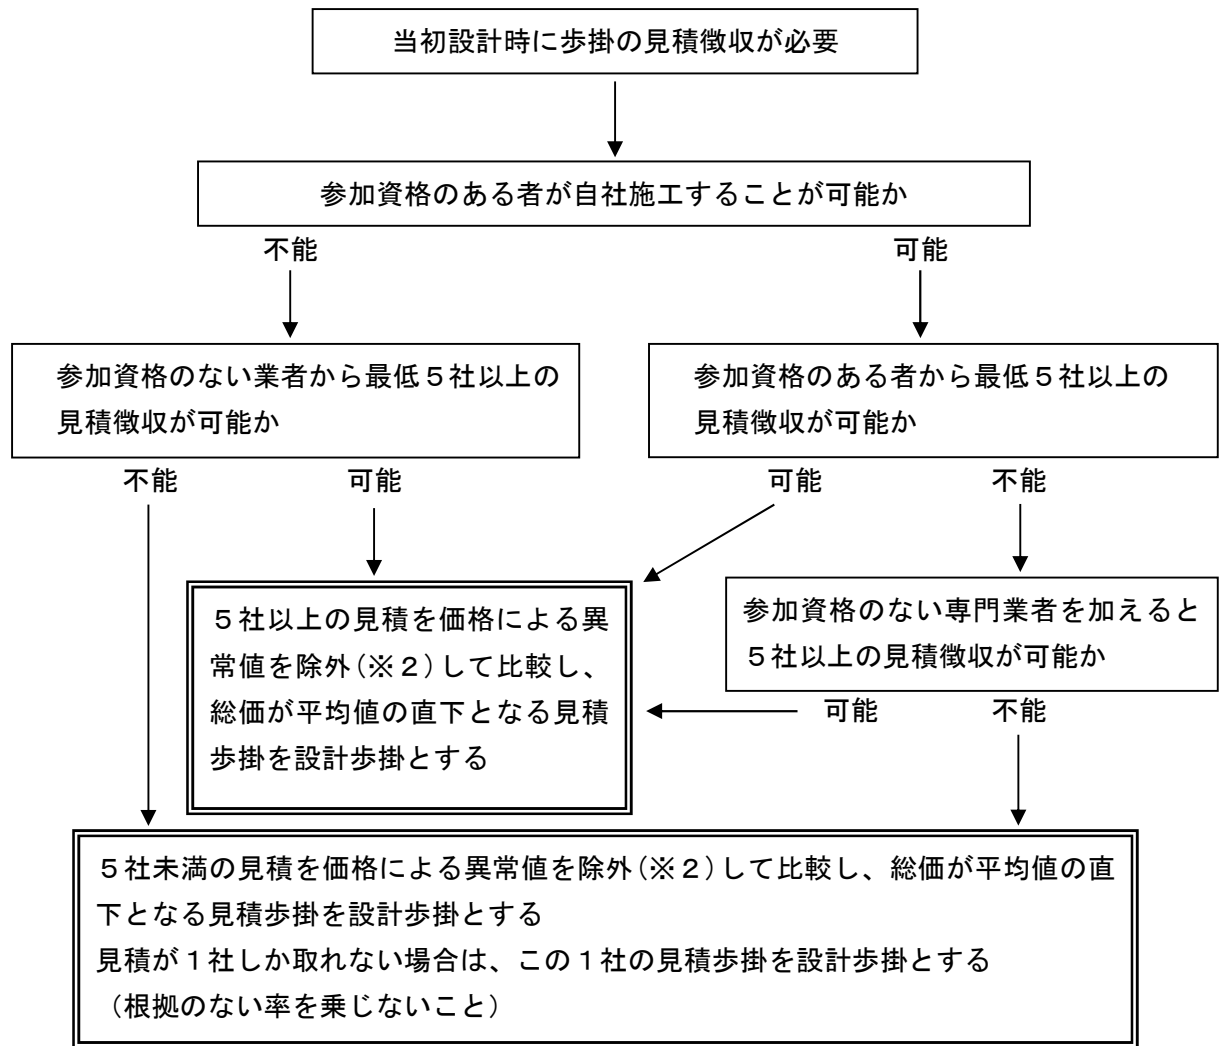 当初設計時に歩掛の見積徴収が必要
参加資格のある者が自社施工することが可能か
不能
可能
参加資格のない業者から最低５社以上の
見積徴収が可能か
参加資格のある者から最低５社以上の
見積徴収が可能か
不能
可能
可能
不能
５社以上の見積を価格による異
常値を除外(※２)して比較し、
総価が平均値の直下となる見積
歩掛を設計歩掛とする
参加資格のない専門業者を加えると
５社以上の見積徴収が可能か
可能
不能
５社未満の見積を価格による異常値を除外(※２)して比較し、総価が平均値の直
下となる見積歩掛を設計歩掛とする
見積が１社しか取れない場合は、この１社の見積歩掛を設計歩掛とする
（根拠のない率を乗じないこと）